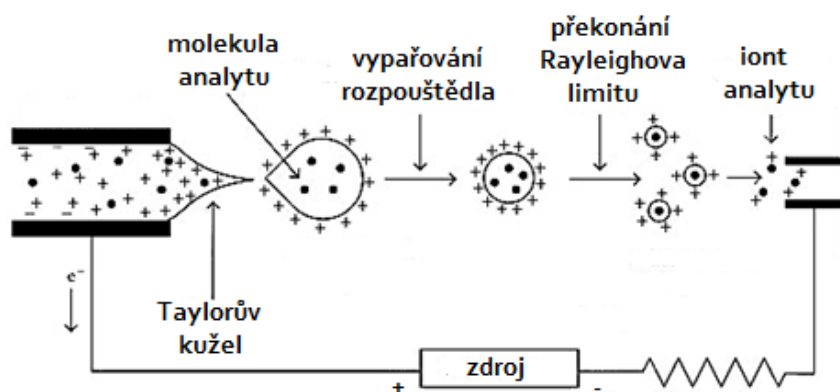 molekula
analytu
vypařování
rozpouštědla
překonání
Rayleighova
limitu
iont
analytu
e⁻
Taylorův
kužel
zdroj
+ -